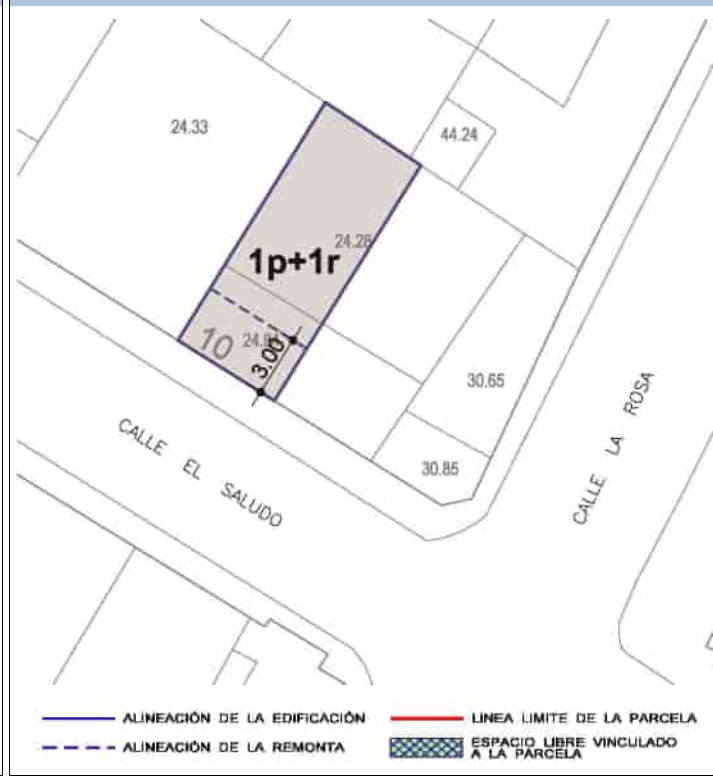 24.33
44.24
24.28
1p+1r
10
3.00
30.65
30.85
CALLE EL SALUDO
CALLE LA ROSA
ALINEACIÓN DE LA EDIFICACIÓN
LINEA LIMITE DE LA PARCELA
ALINEACIÓN DE LA REMONTA
ESPACIO LIBRE VINCULADO
A LA PARCELA